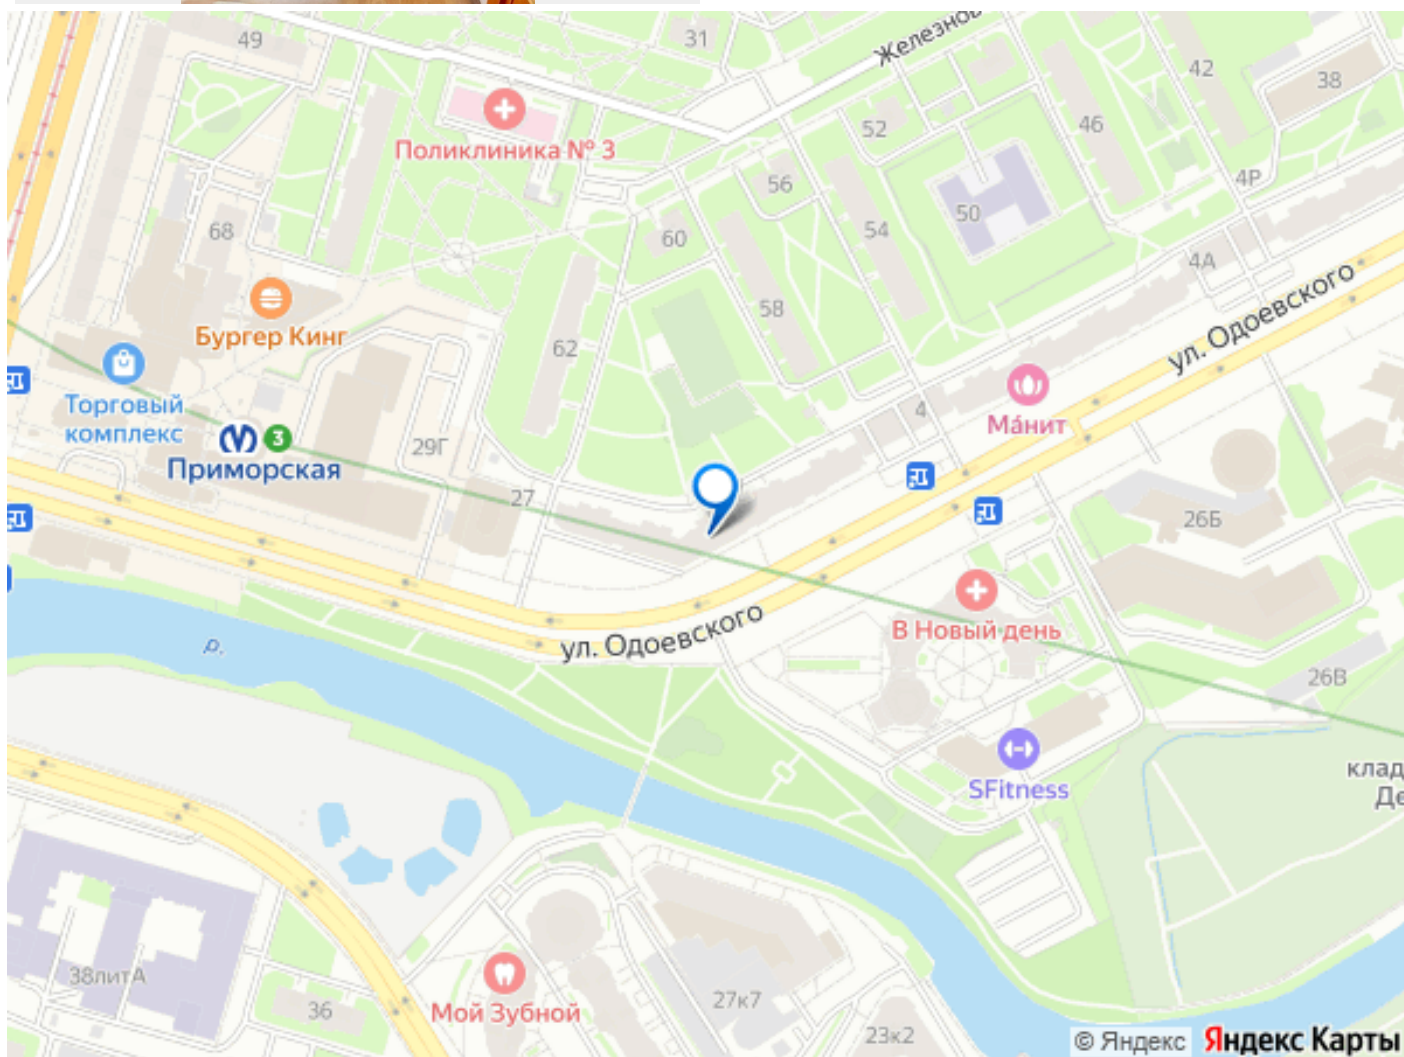 49
31
Железнов
42
38
Поликлиника № 3
52
46
56
4Р
50
68
60
54
4А
ул. Одоевского
Бургер Кинг
58
62
Торговый
комплекс
3
Приморская
29Г
4
Ма́нит
27
26Б
р.
ул. Одоевского
В Новый день
26В
SFitness
клад
Де
38литА
36
Мой Зубной
27к7
23к2
© Яндекс Яндекс Карты